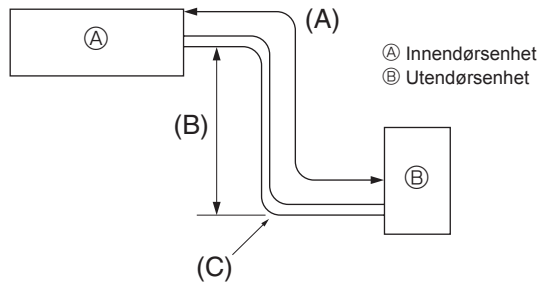 (A)
Ⓐ
Ⓐ Innendørsenhet
Ⓑ Utendørsenhet
(B)
Ⓑ
(C)